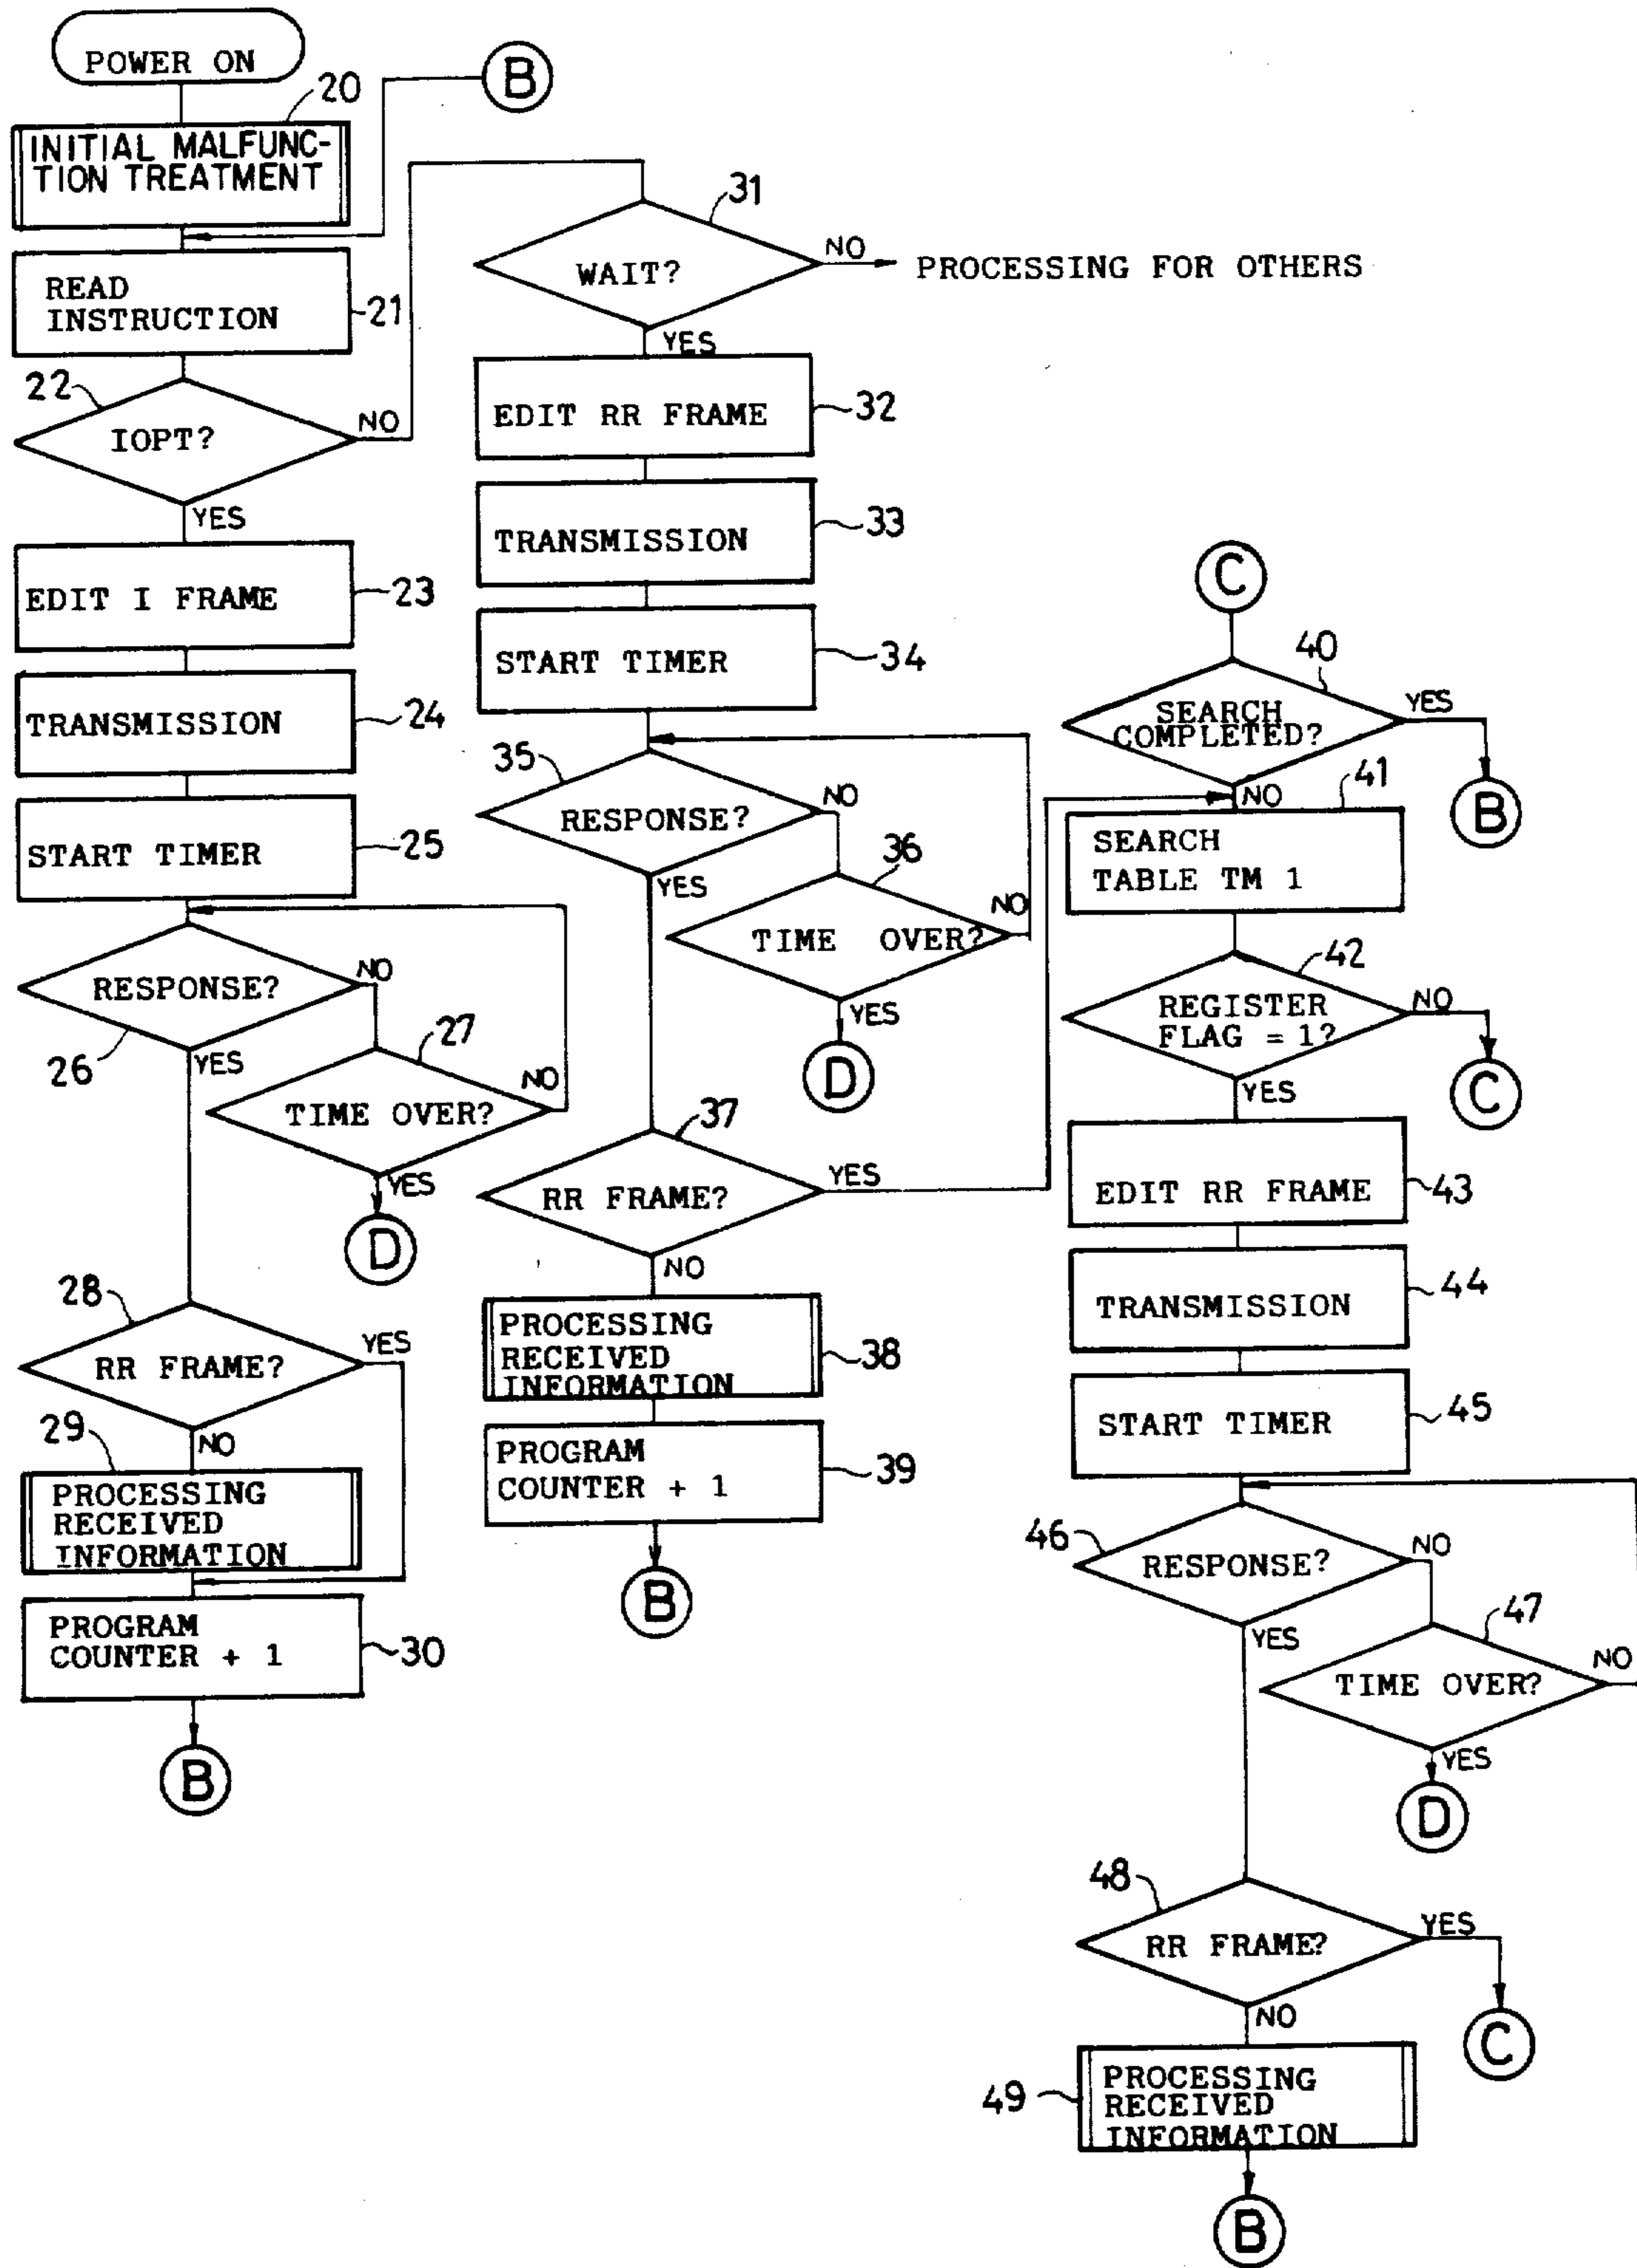 POWER ON
20
INITIAL MALFUNC-
TION TREATMENT
B
READ
INSTRUCTION
21
22
IOPT?
NO
YES
EDIT I FRAME
23
TRANSMISSION
24
START TIMER
25
RESPONSE?
NO
26
YES
27
TIME OVER?
NO
YES
D
28
RR FRAME?
YES
NO
29
PROCESSING
RECEIVED
INFORMATION
PROGRAM
COUNTER + 1
30
B
31
WAIT?
NO
PROCESSING FOR OTHERS
YES
EDIT RR FRAME
32
TRANSMISSION
33
START TIMER
34
35
RESPONSE?
NO
YES
36
TIME OVER?
NO
YES
D
37
RR FRAME?
YES
NO
PROCESSING
RECEIVED
INFORMATION
38
PROGRAM
COUNTER + 1
39
B
C
40
SEARCH
COMPLETED?
YES
B
NO
41
SEARCH
TABLE TM 1
42
REGISTER
FLAG = 1?
NO
C
YES
EDIT RR FRAME
43
TRANSMISSION
44
START TIMER
45
46
RESPONSE?
NO
YES
47
TIME OVER?
NO
YES
D
48
RR FRAME?
YES
C
NO
49
PROCESSING
RECEIVED
INFORMATION
B